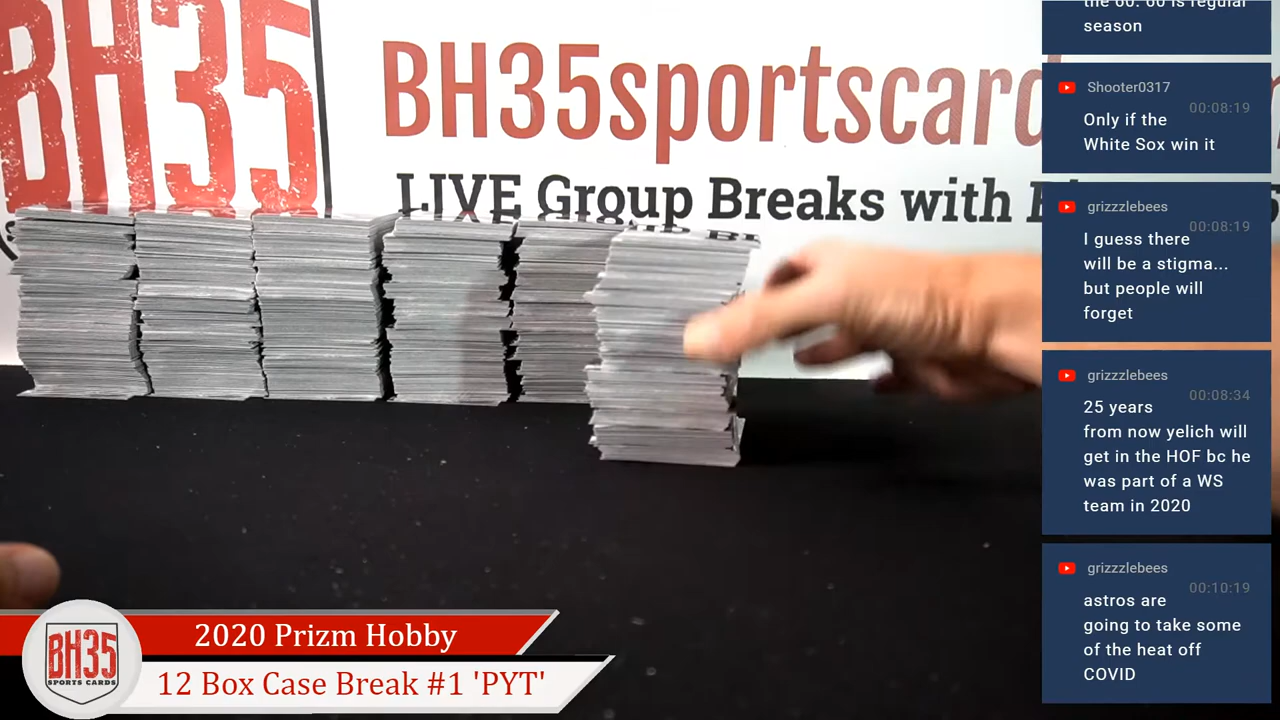 BH35
BH35sportscard
LIVE Group Breaks with
the 60. 60 is regular
season
Shooter0317
00:08:19
Only if the
White Sox win it
grizzzlebees
00:08:19
I guess there
will be a stigma...
but people will
forget
grizzzlebees
00:08:34
25 years
from now yelich will
get in the HOF bc he
was part of a WS
team in 2020
grizzzlebees
00:10:19
astros are
going to take some
of the heat off
COVID
2020 Prizm Hobby
12 Box Case Break #1 'PYT'
BH35
SPORTS CARDS